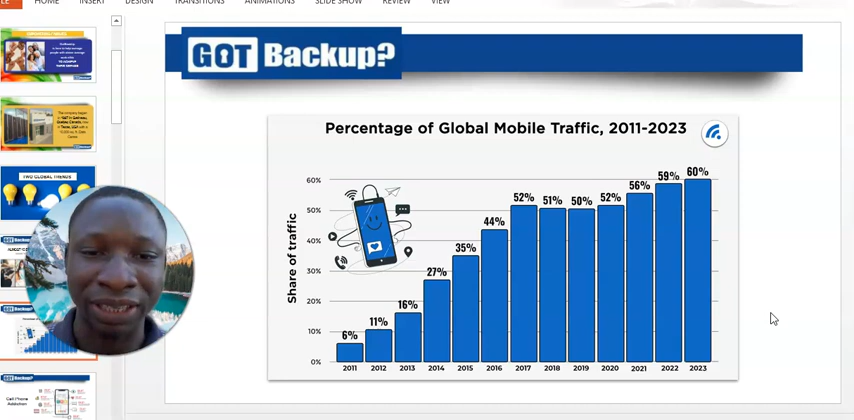 HOME INSERT DESIGN TRANSITIONS ANIMATIONS SLIDE SHOW REVIEW VIEW
GOT Backup?
Percentage of Global Mobile Traffic, 2011-2023
Share of traffic
60%
50%
40%
30%
20%
10%
0%
6%
11%
16%
27%
35%
44%
52%
51%
50%
52%
56%
59%
60%
2011 2012 2013 2014 2015 2016 2017 2018 2019 2020 2021 2022 2023
TWO GLOBAL TRENDS
GOT Backup?
Cell Phone
Addiction